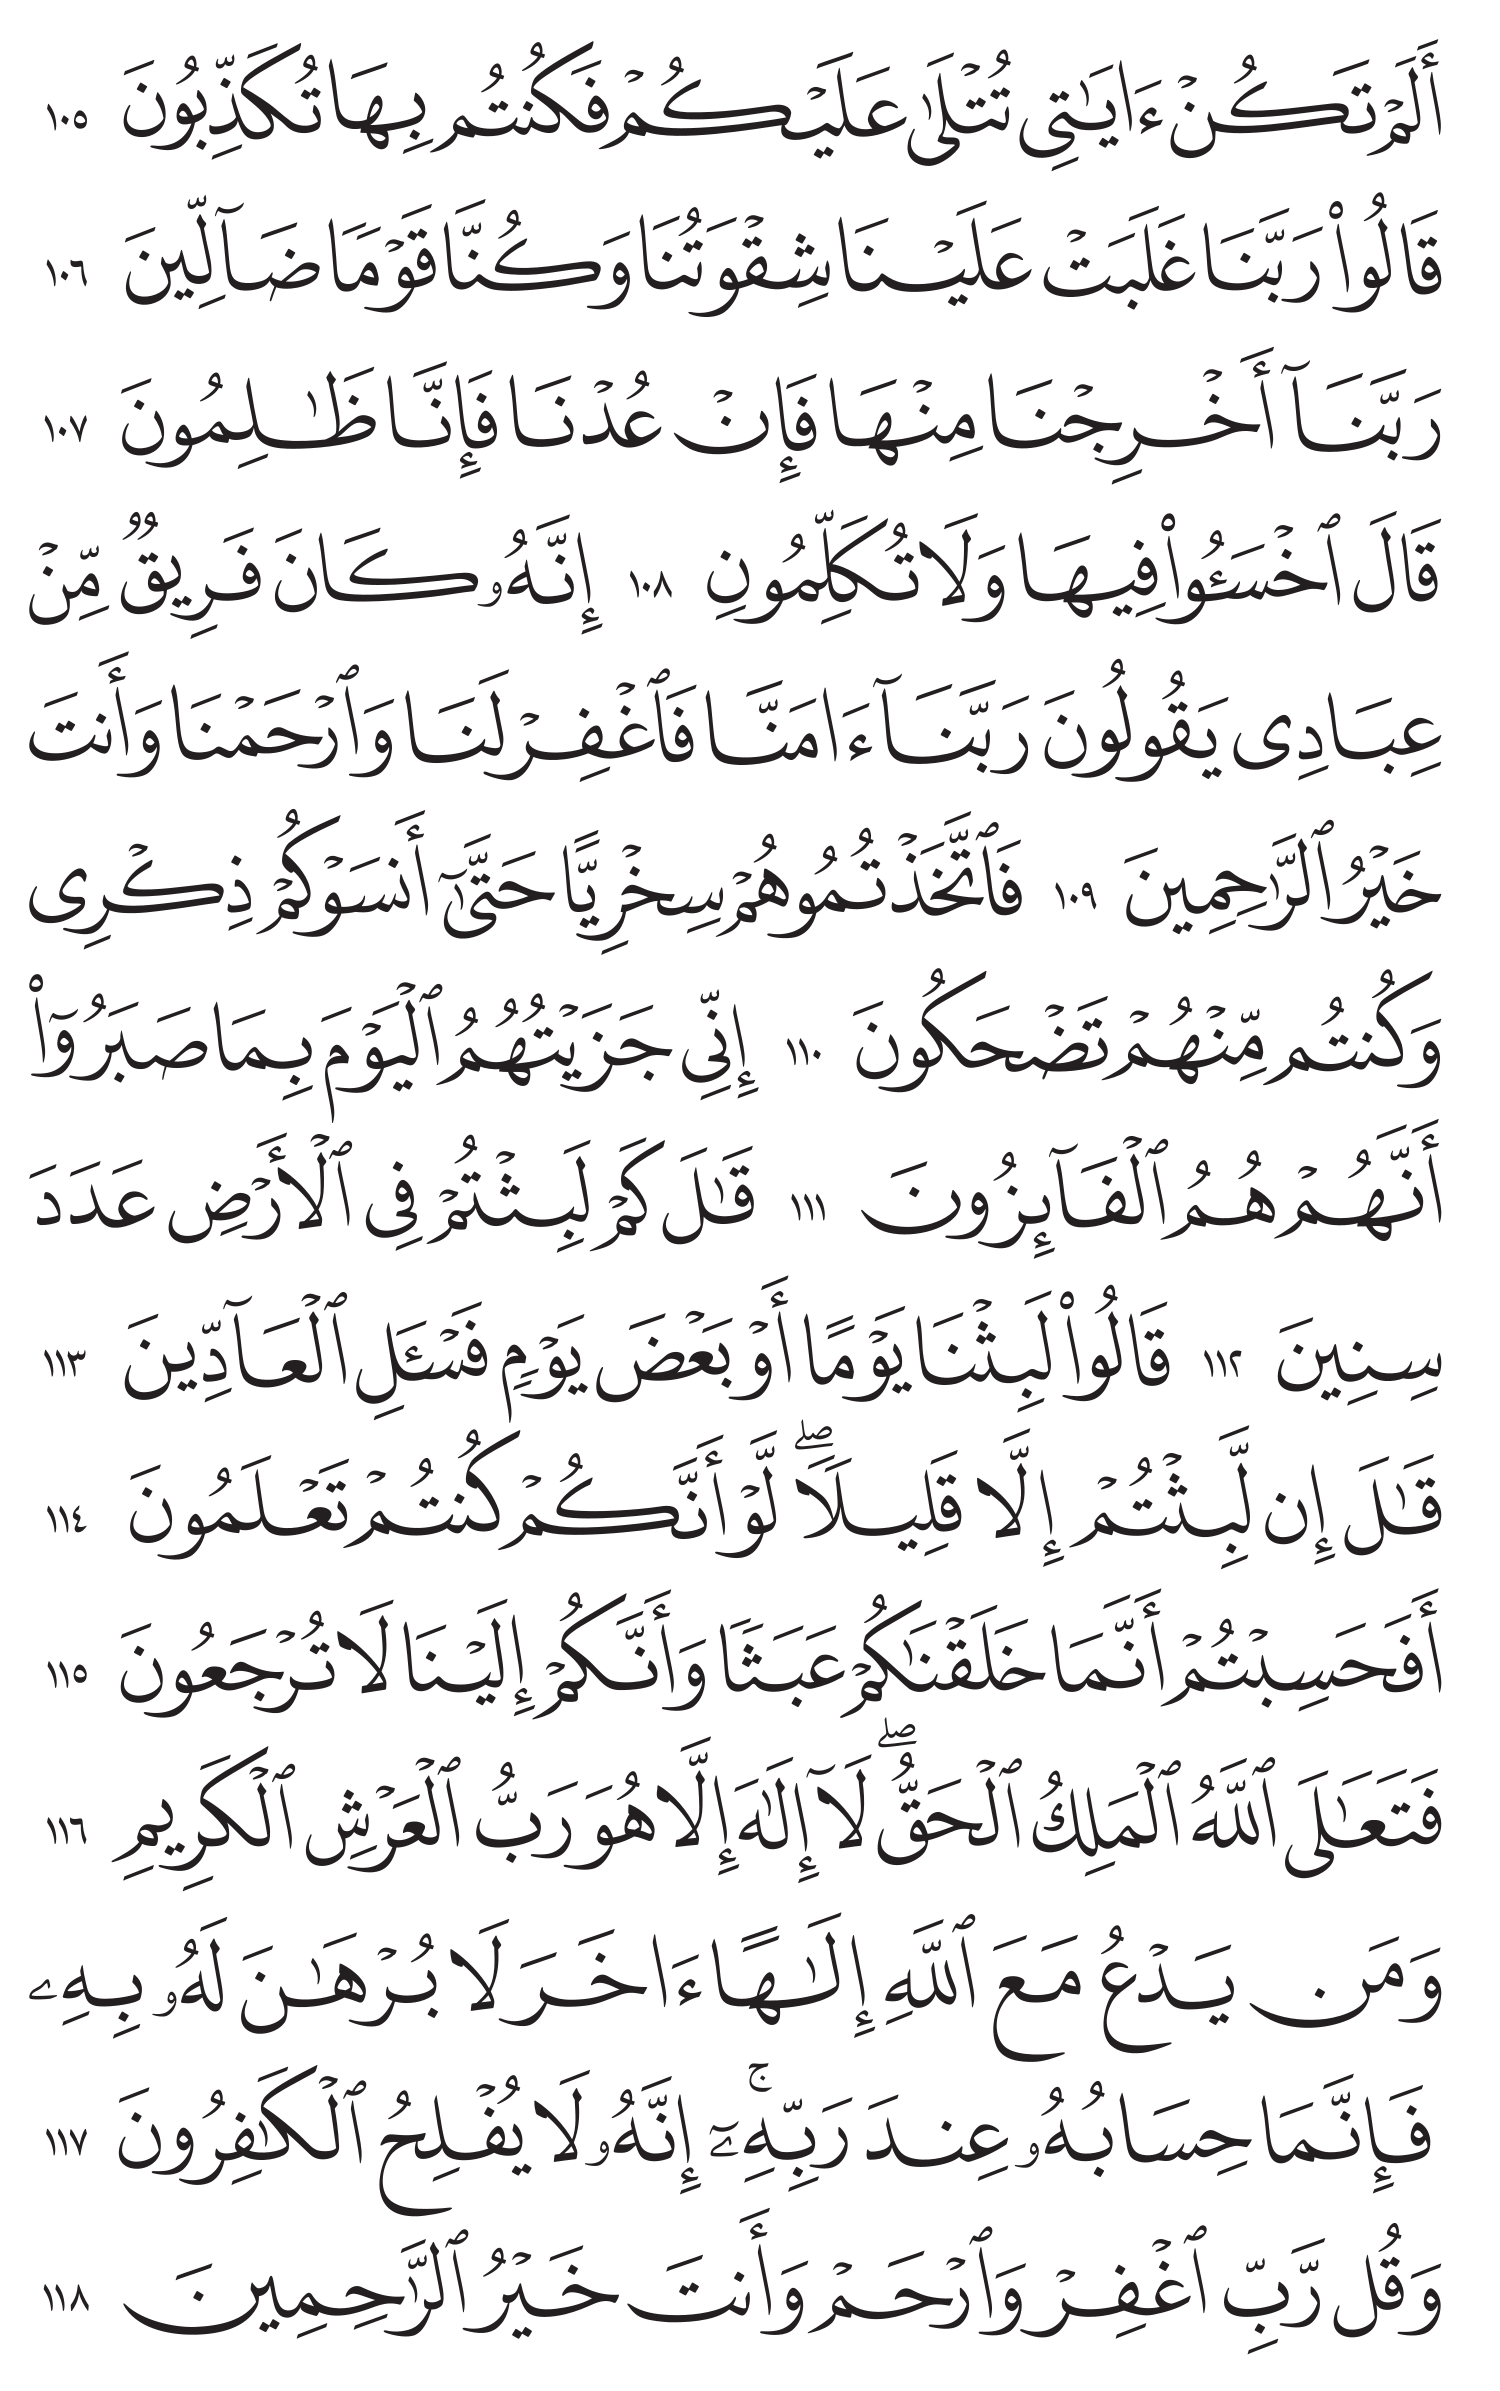 أَلَمۡ تَكُنۡ ءَايَٰتِي تُتۡلَىٰ عَلَيۡكُمۡ فَكُنتُم بِهَا تُكَذِّبُونَ ١٠٥
قَالُواْ رَبَّنَا غَلَبَتۡ عَلَيۡنَا شِقۡوَتُنَا وَكُنَّا قَوۡمٗا ضَآلِّينَ ١٠٦
رَبَّنَآ أَخۡرِجۡنَا مِنۡهَا فَإِنۡ عُدۡنَا فَإِنَّا ظَٰلِمُونَ ١٠٧
قَالَ ٱخۡسَـُٔواْ فِيهَا وَلَا تُكَلِّمُونِ ١٠٨ إِنَّهُۥ كَانَ فَرِيقٞ مِّنۡ
عِبَادِي يَقُولُونَ رَبَّنَآ ءَامَنَّا فَٱغۡفِرۡ لَنَا وَٱرۡحَمۡنَا وَأَنتَ
خَيۡرُ ٱلرَّٰحِمِينَ ١٠٩ فَٱتَّخَذۡتُمُوهُمۡ سِخۡرِيًّا حَتَّىٰٓ أَنسَوۡكُمۡ ذِكۡرِي
وَكُنتُم مِّنۡهُمۡ تَضۡحَكُونَ ١١٠ إِنِّي جَزَيۡتُهُمُ ٱلۡيَوۡمَ بِمَا صَبَرُوٓاْ
أَنَّهُمۡ هُمُ ٱلۡفَآئِزُونَ ١١١ قَٰلَ كَمۡ لَبِثۡتُمۡ فِي ٱلۡأَرۡضِ عَدَدَ
سِنِينَ ١١٢ قَالُواْ لَبِثۡنَا يَوۡمًا أَوۡ بَعۡضَ يَوۡمٖ فَسۡـَٔلِ ٱلۡعَآدِّينَ ١١٣
قَٰلَ إِن لَّبِثۡتُمۡ إِلَّا قَلِيلٗاۖ لَّوۡ أَنَّكُمۡ كُنتُمۡ تَعۡلَمُونَ ١١٤
أَفَحَسِبۡتُمۡ أَنَّمَا خَلَقۡنَٰكُمۡ عَبَثٗا وَأَنَّكُمۡ إِلَيۡنَا لَا تُرۡجَعُونَ ١١٥
فَتَعَٰلَى ٱللَّهُ ٱلۡمَلِكُ ٱلۡحَقُّۖ لَآ إِلَٰهَ إِلَّا هُوَ رَبُّ ٱلۡعَرۡشِ ٱلۡكَرِيمِ ١١٦
وَمَن يَدۡعُ مَعَ ٱللَّهِ إِلَٰهًا ءَاخَرَ لَا بُرۡهَٰنَ لَهُۥ بِهِۦ
فَإِنَّمَا حِسَابُهُۥ عِندَ رَبِّهِۦٓۚ إِنَّهُۥ لَا يُفۡلِحُ ٱلۡكَٰفِرُونَ ١١٧
وَقُل رَّبِّ ٱغۡفِرۡ وَٱرۡحَمۡ وَأَنتَ خَيۡرُ ٱلرَّٰحِمِينَ ١١٨